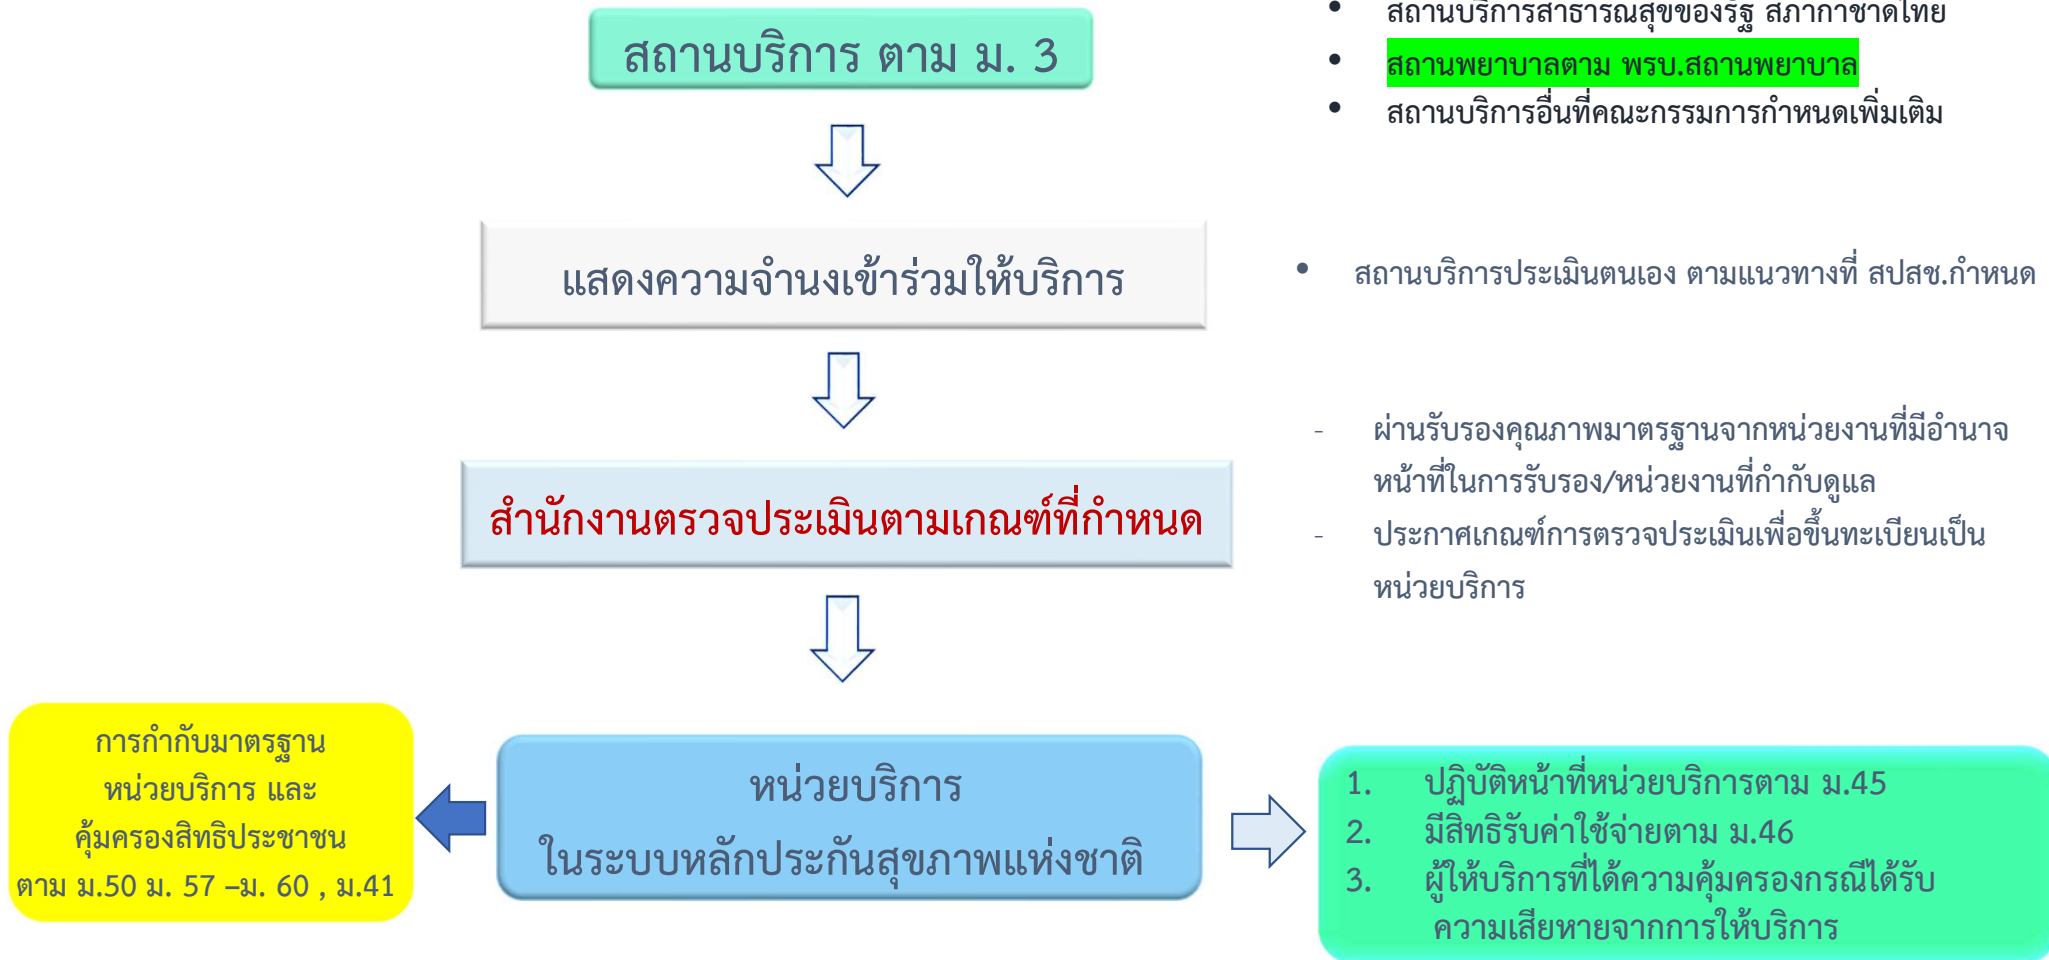 สถานบริการ ตาม ม. 3
• สถานบริการสาธารณสุขของรัฐ สภากาชาดไทย
• สถานพยาบาลตาม พรบ.สถานพยาบาล
• สถานบริการอื่นที่คณะกรรมการกำหนดเพิ่มเติม
แสดงความจำนงเข้าร่วมให้บริการ
• สถานบริการประเมินตนเอง ตามแนวทางที่ สปสช.กำหนด
สำนักงานตรวจประเมินตามเกณฑ์ที่กำหนด
- ผ่านรับรองคุณภาพมาตรฐานจากหน่วยงานที่มีอำนาจ
หน้าที่ในการรับรอง/หน่วยงานที่กำกับดูแล
- ประกาศเกณฑ์การตรวจประเมินเพื่อขึ้นทะเบียนเป็น
หน่วยบริการ
การกำกับมาตรฐาน
หน่วยบริการ และ
คุ้มครองสิทธิประชาชน
ตาม ม.50 ม. 57 –ม. 60 , ม.41
หน่วยบริการ
ในระบบหลักประกันสุขภาพแห่งชาติ
1. ปฏิบัติหน้าที่หน่วยบริการตาม ม.45
2. มีสิทธิรับค่าใช้จ่ายตาม ม.46
3. ผู้ให้บริการที่ได้ความคุ้มครองกรณีได้รับ
ความเสียหายจากการให้บริการ